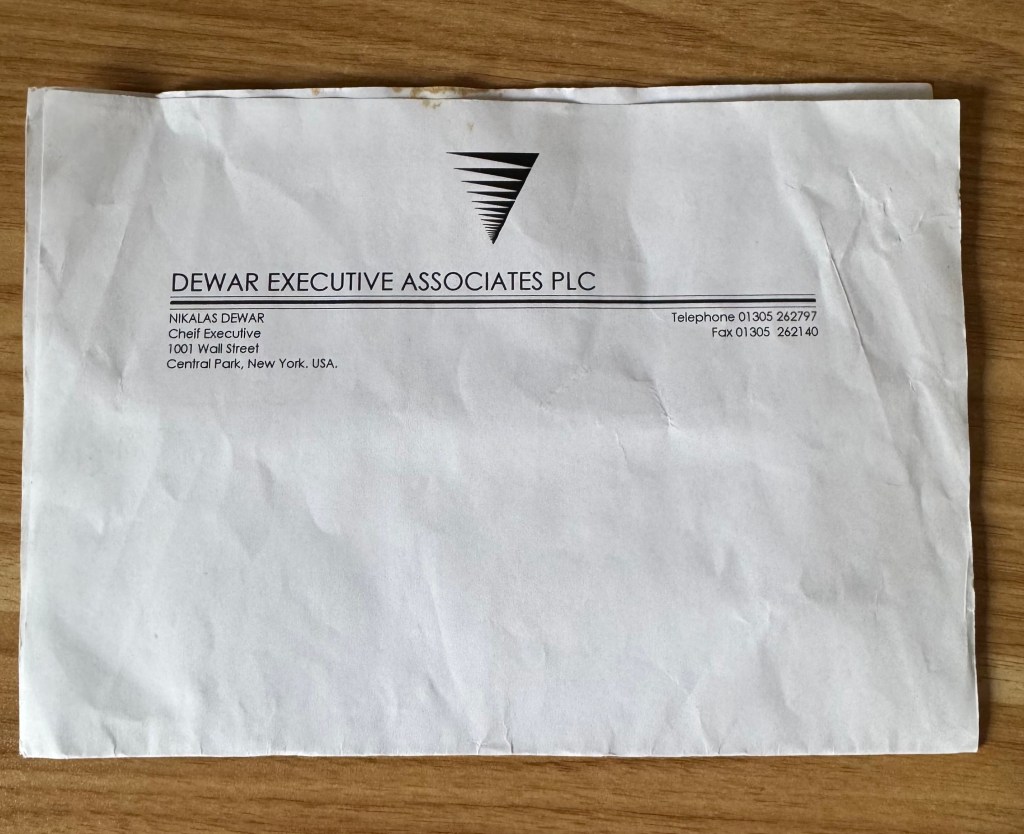 DEWAR EXECUTIVE ASSOCIATES PLC
NIKALAS DEWAR
Cheif Executive
1001 Wall Street
Central Park, New York. USA.
Telephone 01305 262797
Fax 01305 262140